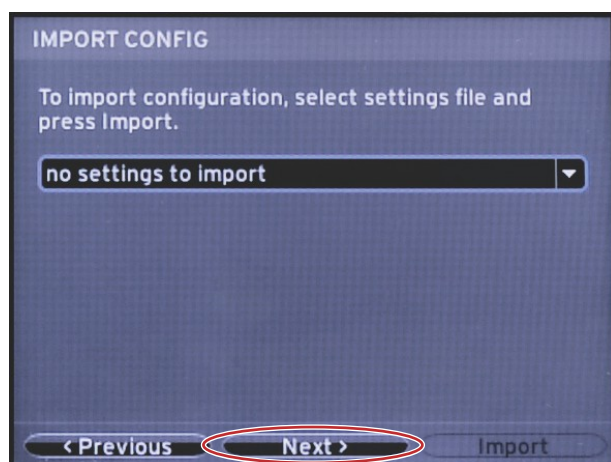 IMPORT CONFIG
To import configuration, select settings file and
press Import.
no settings to import
< Previous
Next >
Import